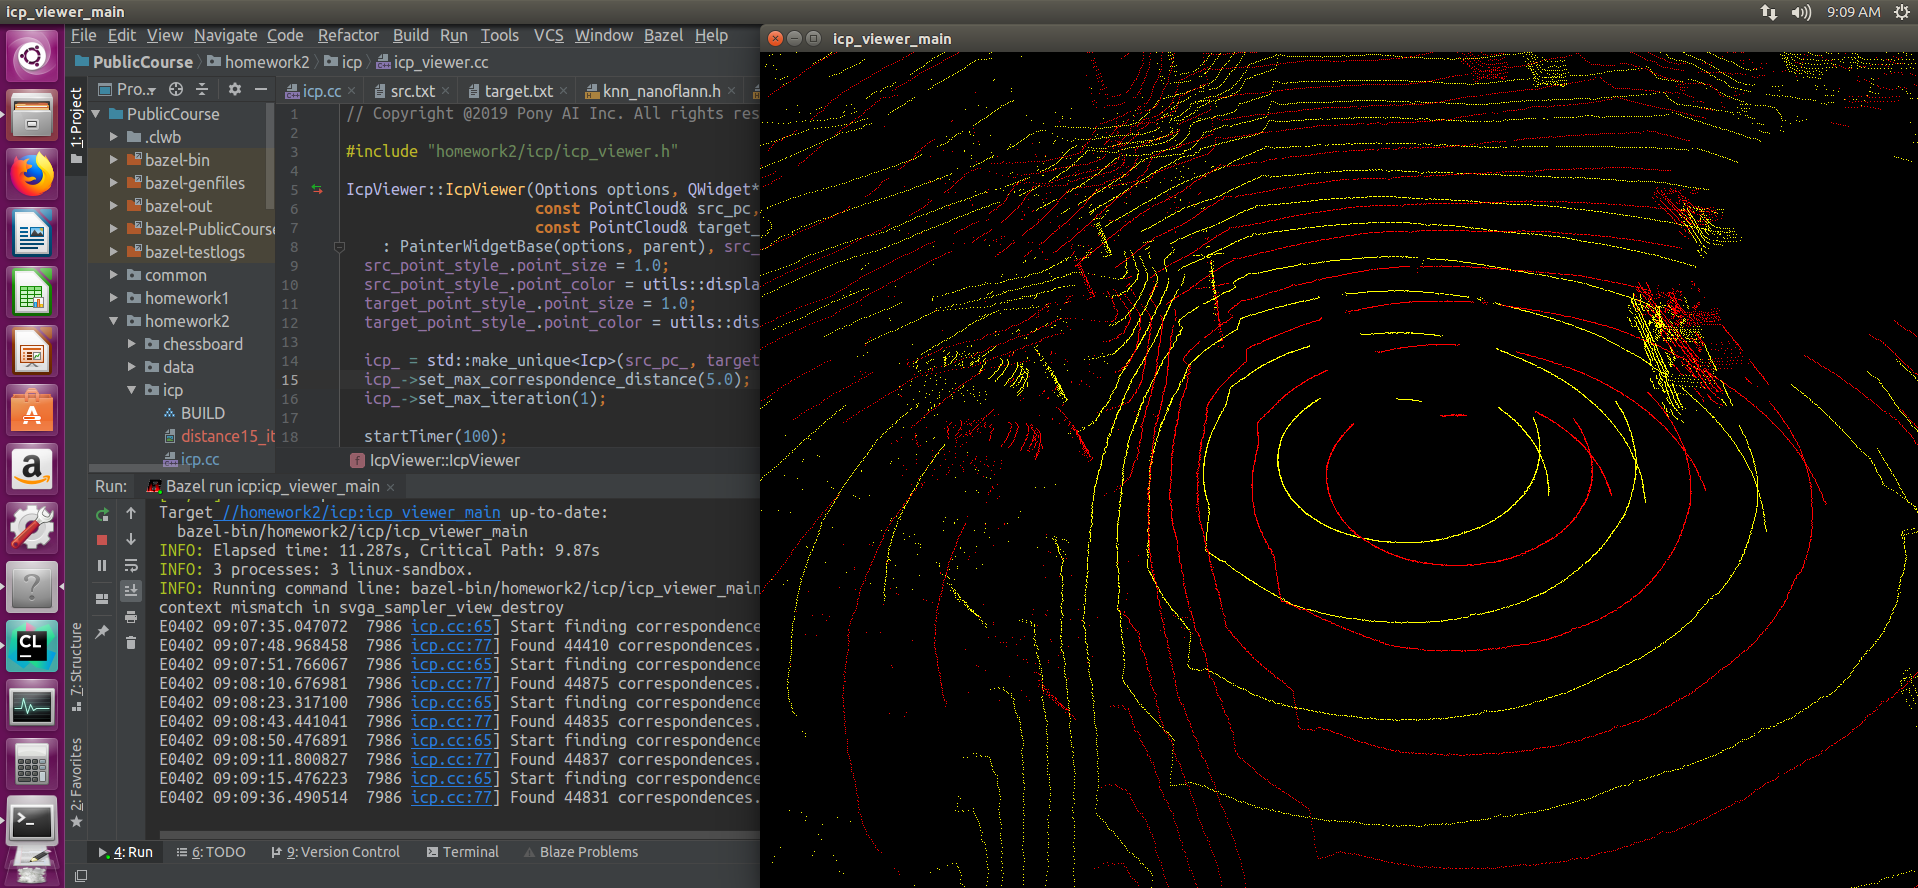 icp_viewer_main
9:09 AM
File Edit View Navigate Code Refactor Build Run Tools VCS Window Bazel Help
icp_viewer_main
PublicCourse homework2 icp icp_viewer.cc
1: Project
Pro..
icp.cc src.txt target.txt knn_nanoflann.h
PublicCourse
.clwb
bazel-bin
bazel-genfiles
bazel-out
bazel-PublicCourse
bazel-testlogs
common
homework1
homework2
chessboard
data
icp
BUILD
distance15_it
icp.cc
1 // Copyright @2019 Pony AI Inc. All rights res
2
3 #include "homework2/icp/icp_viewer.h"
4
5 IcpViewer::IcpViewer(Options options, QWidget*
6 const PointCloud& src_pc,
7 const PointCloud& target_
8 : PainterWidgetBase(options, parent), src_
9 src_point_style_.point_size = 1.0;
10 src_point_style_.point_color = utils::displa
11 target_point_style_.point_size = 1.0;
12 target_point_style_.point_color = utils::dis
13
14 icp_ = std::make_unique<Icp>(src_pc_, target
15 icp_->set_max_correspondence_distance(5.0);
16 icp_->set_max_iteration(1);
17
18 startTimer(100);
f IcpViewer::IcpViewer
Run: Bazel run icp:icp_viewer_main
Target //homework2/icp:icp_viewer_main up-to-date:
bazel-bin/homework2/icp/icp_viewer_main
INFO: Elapsed time: 11.287s, Critical Path: 9.87s
INFO: 3 processes: 3 linux-sandbox.
INFO: Running command line: bazel-bin/homework2/icp/icp_viewer_main
context mismatch in svga_sampler_view_destroy
E0402 09:07:35.047072 7986 icp.cc:65] Start finding correspondence
E0402 09:07:48.968458 7986 icp.cc:77] Found 44410 correspondences.
E0402 09:07:51.766067 7986 icp.cc:65] Start finding correspondence
E0402 09:08:10.676981 7986 icp.cc:77] Found 44875 correspondences.
E0402 09:08:23.317100 7986 icp.cc:65] Start finding correspondence
E0402 09:08:43.441041 7986 icp.cc:77] Found 44835 correspondences.
E0402 09:08:50.476891 7986 icp.cc:65] Start finding correspondence
E0402 09:09:11.800827 7986 icp.cc:77] Found 44837 correspondences.
E0402 09:09:15.476223 7986 icp.cc:65] Start finding correspondence
E0402 09:09:36.490514 7986 icp.cc:77] Found 44831 correspondences.
7: Structure
2: Favorites
4: Run 6: TODO 9: Version Control Terminal Blaze Problems
CL